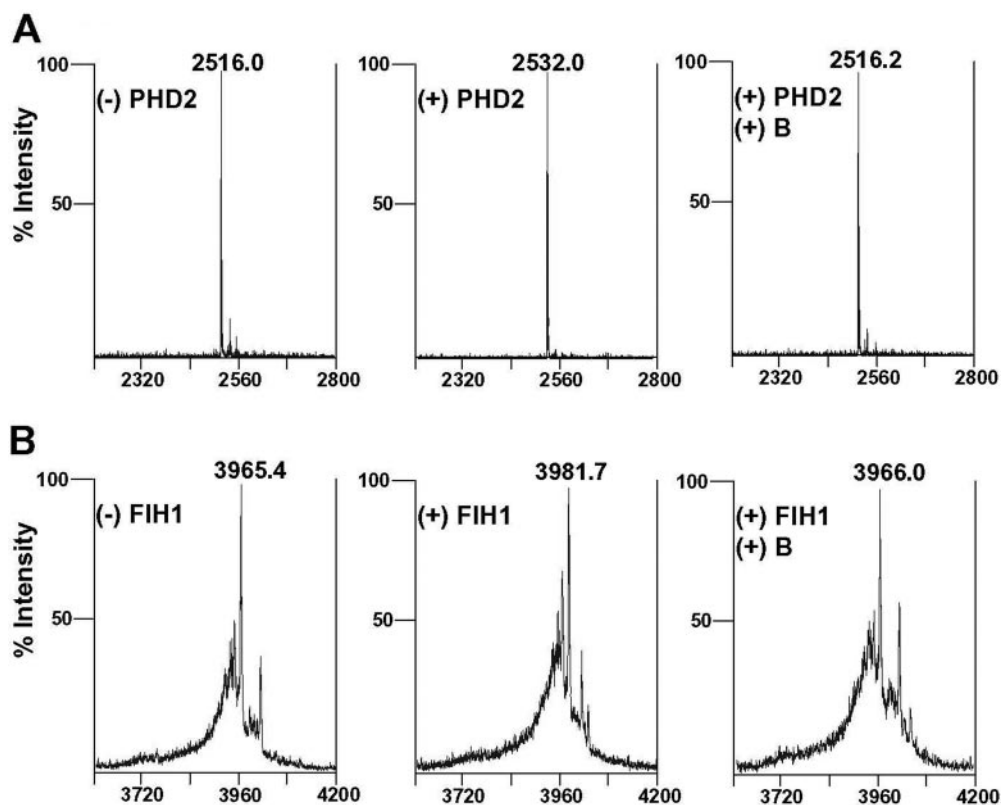 A
% Intensity
100
50
2516.0
(-) PHD2
2320 2560 2800
100
50
2532.0
(+) PHD2
2320 2560 2800
100
50
2516.2
(+) PHD2
(+) B
2320 2560 2800
B
% Intensity
100
50
3965.4
(-) FIH1
3720 3960 4200
100
50
3981.7
(+) FIH1
3720 3960 4200
100
50
3966.0
(+) FIH1
(+) B
3720 3960 4200